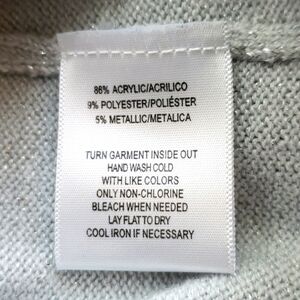 86% ACRYLIC/ACRILICO
9% POLYESTER/POLIÉSTER
5% METALLIC/METALICA
TURN GARMENT INSIDE OUT
HAND WASH COLD
WITH LIKE COLORS
ONLY NON-CHLORINE
BLEACH WHEN NEEDED
LAY FLAT TO DRY
COOL IRON IF NECESSARY